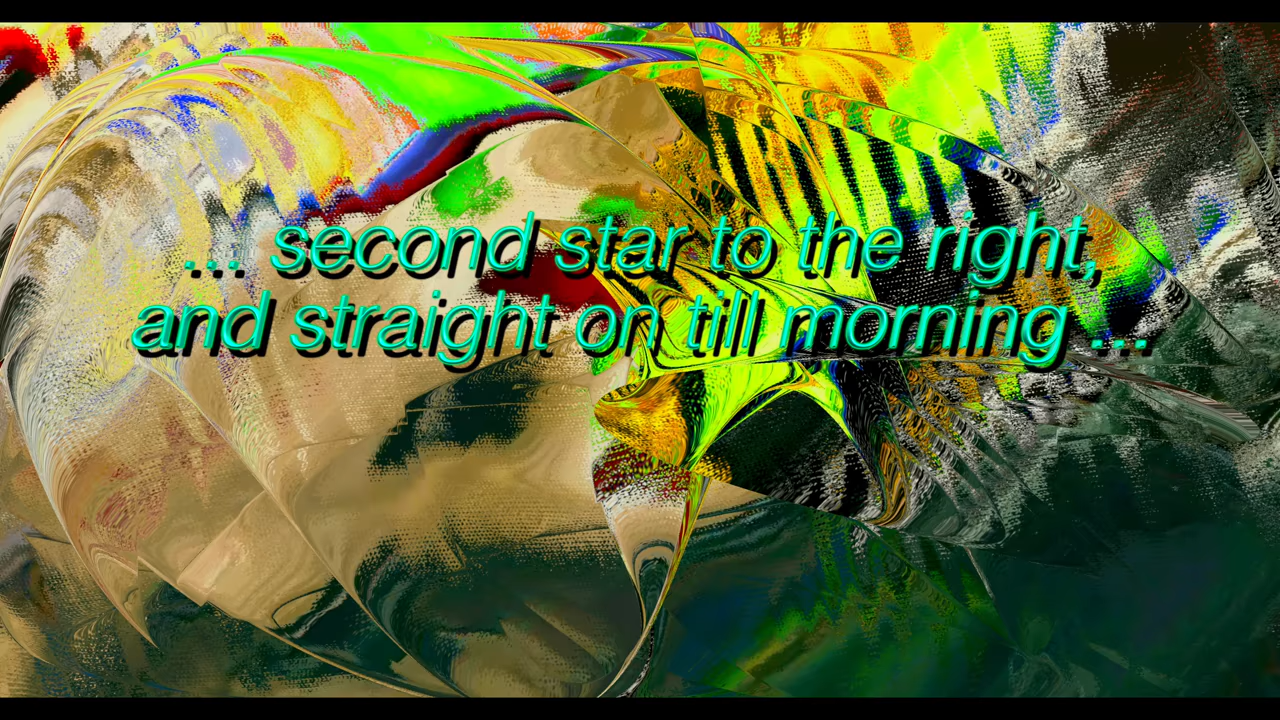 ... second star to the right,
and straight on till morning ...